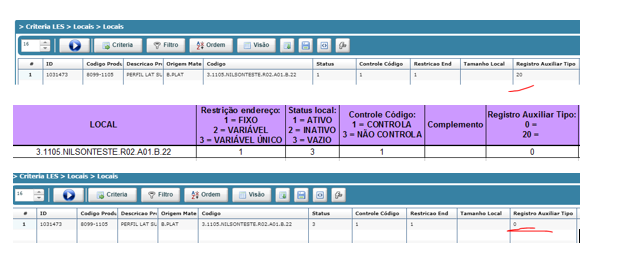 > Criteria LES > Locais > Locais
16 Criteria Filtro Ordem Visão
# ID Codigo Produ Descricao Pro Origem Mate Codigo Status Controle Código Restricao End Tamanho Local Registro Auxiliar Tipo
1 1031473 8099-1105 PERFIL LAT SU B.PLAT 3.1105.NILSONTESTE.R02.A01.B.22 1 1 1 20
LOCAL Restrição endereço: 1 = FIXO 2 = VARIÁVEL 3 = VARIÁVEL ÚNICO Status local: 1 = ATIVO 2 = INATIVO 3 = VAZIO Controle Código: 1 = CONTROLA 3 = NÃO CONTROLA Complemento Registro Auxiliar Tipo: 0 = 20 =
3.1105.NILSONTESTE.R02.A01.B.22 1 3 1 0
> Criteria LES > Locais > Locais
16 Criteria Filtro Ordem Visão
# ID Codigo Produ Descricao Pro Origem Mate Codigo Status Controle Código Restricao End Tamanho Local Registro Auxiliar Tipo
1 1031473 8099-1105 PERFIL LAT SU B.PLAT 3.1105.NILSONTESTE.R02.A01.B.22 3 1 1 0